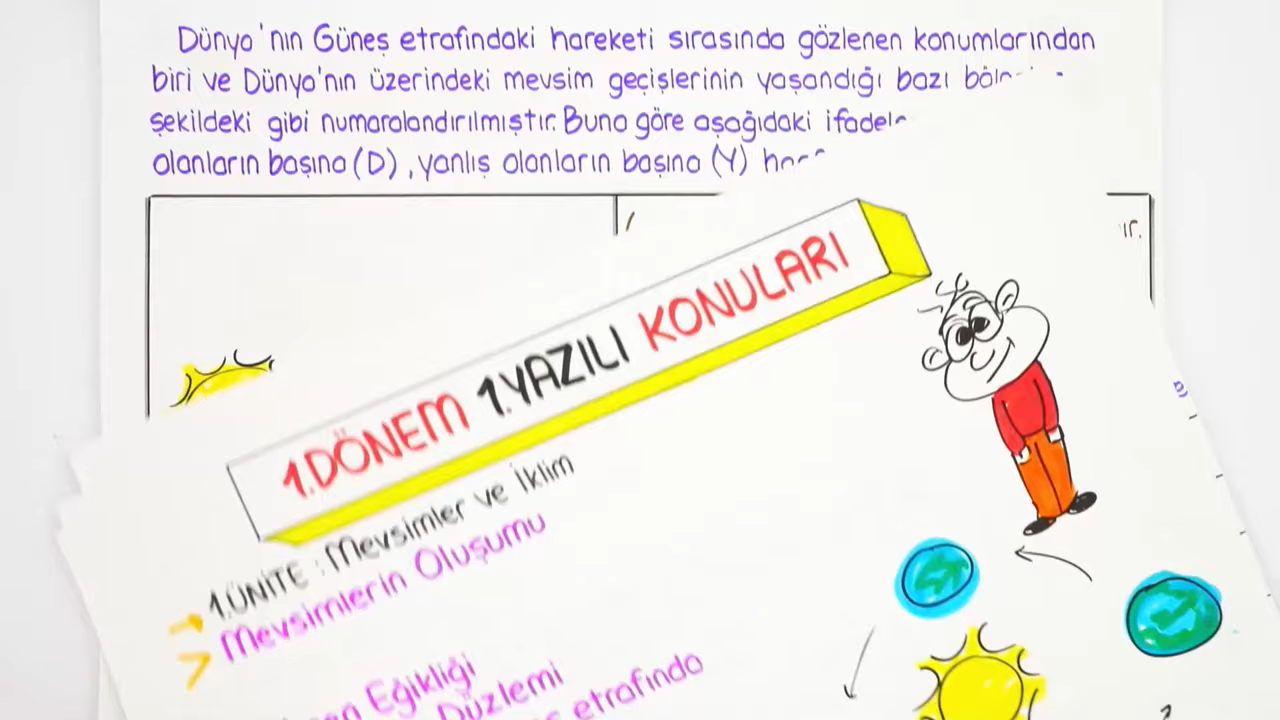 Dünya'nın Güneş etrafındaki hareketi sırasında gözlenen konumlarından
biri ve Dünya'nın üzerindeki mevsim geçişlerinin yaşandığı bazı
şekildeki gibi numaralandırılmıştır. Buna göre aşağıdaki
olanların başına (D), yanlış olanların başına (Y)
1.DÖNEM 1.YAZILI KONULARI
1.ÜNİTE : Mevsimler ve İklim
Mevsimlerin Oluşumu
Eğikliği
Düzlemi
etrafında